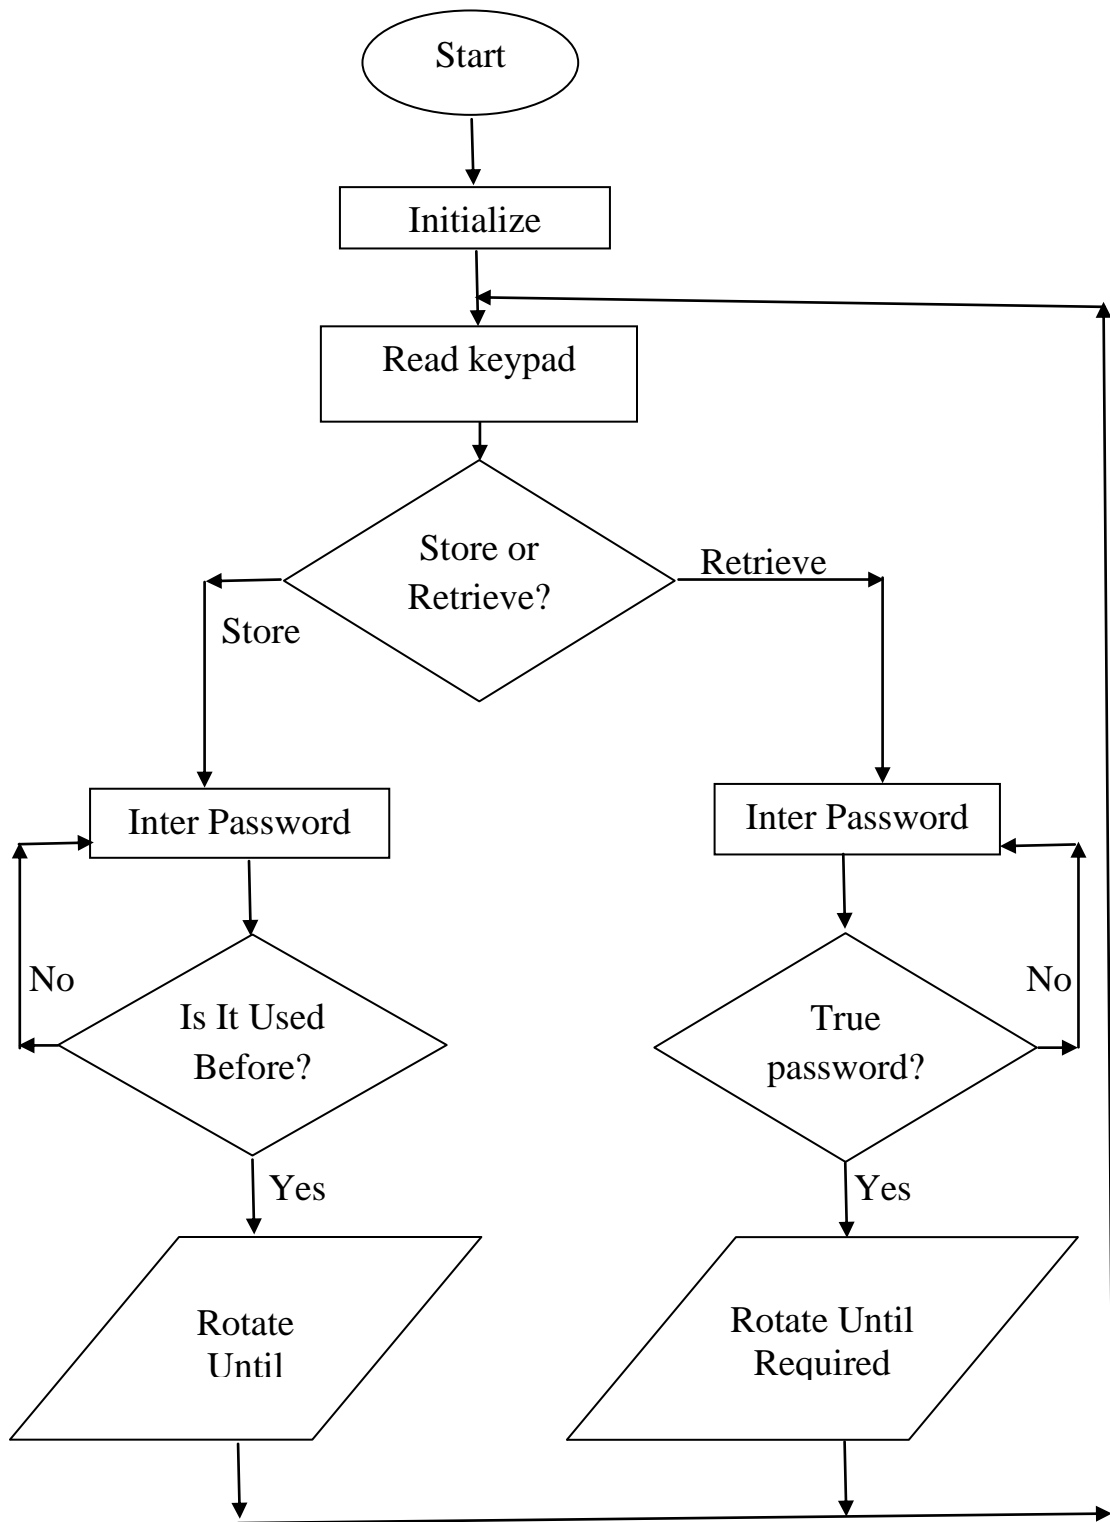 Start
Initialize
Read keypad
Store or
Retrieve?
Retrieve
Store
Inter Password
Inter Password
No
No
Is It Used
Before?
True
password?
Yes
Yes
Rotate
Until
Rotate Until
Required